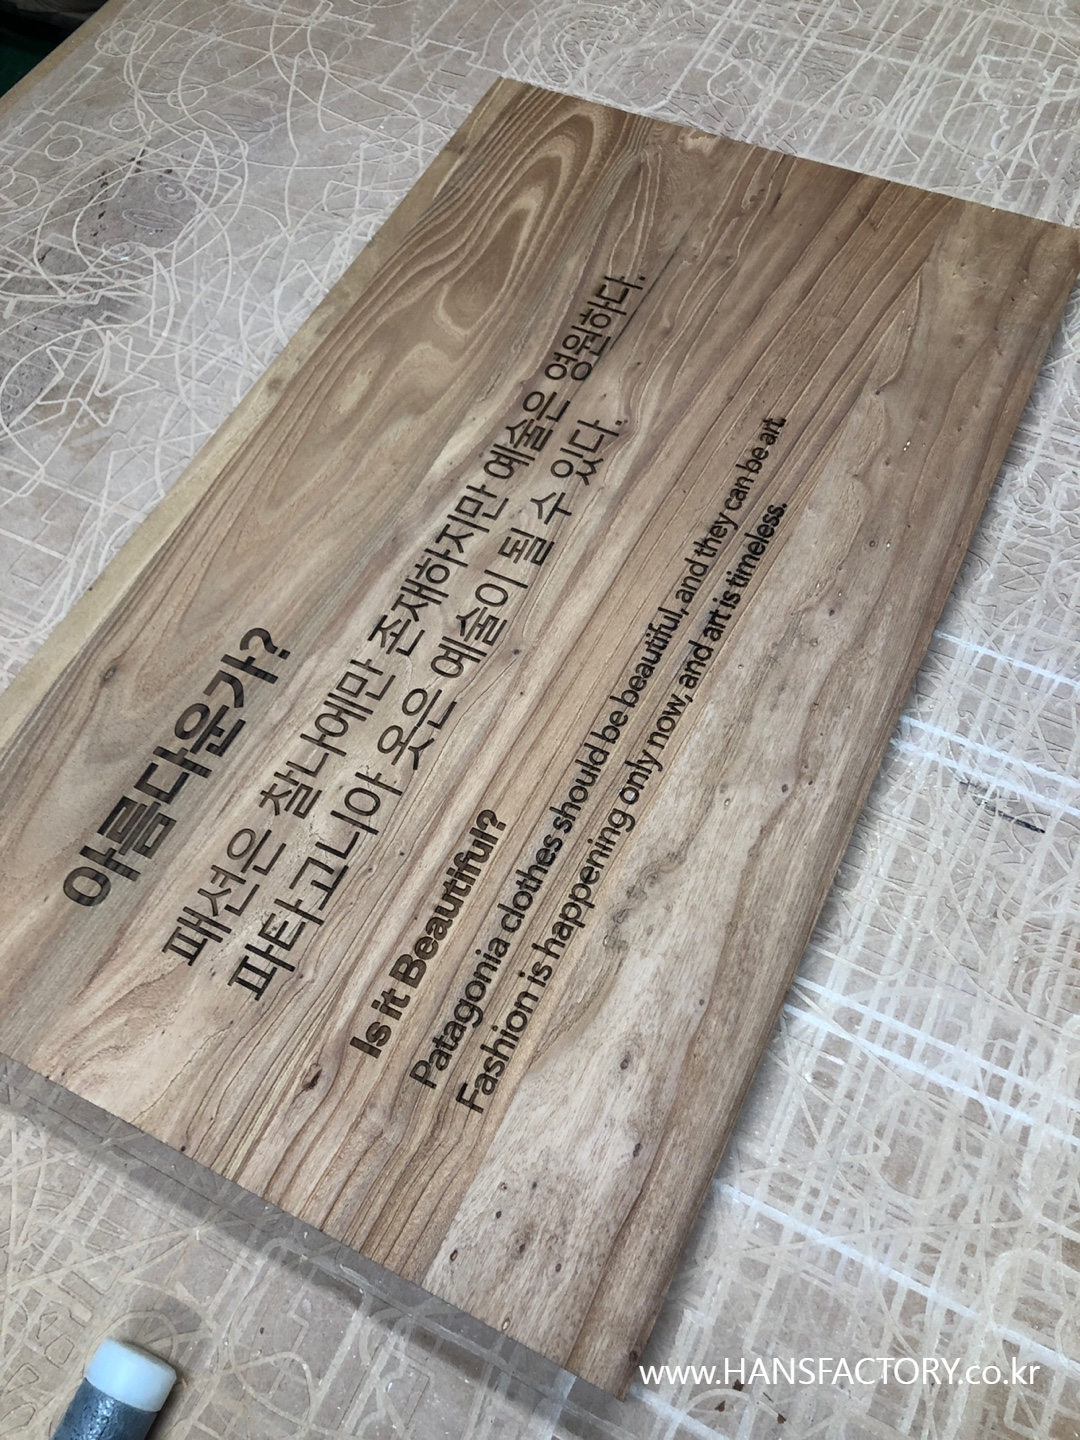 아름다운가?
패션은 찰나에만 존재하지만 예술은 영원하다.
파타고니아 옷은 예술이 될 수 있다.
Is it Beautiful?
Patagonia clothes should be beautiful, and they can be art.
Fashion is happening only now, and art is timeless.
www.HANSFACTORY.co.kr